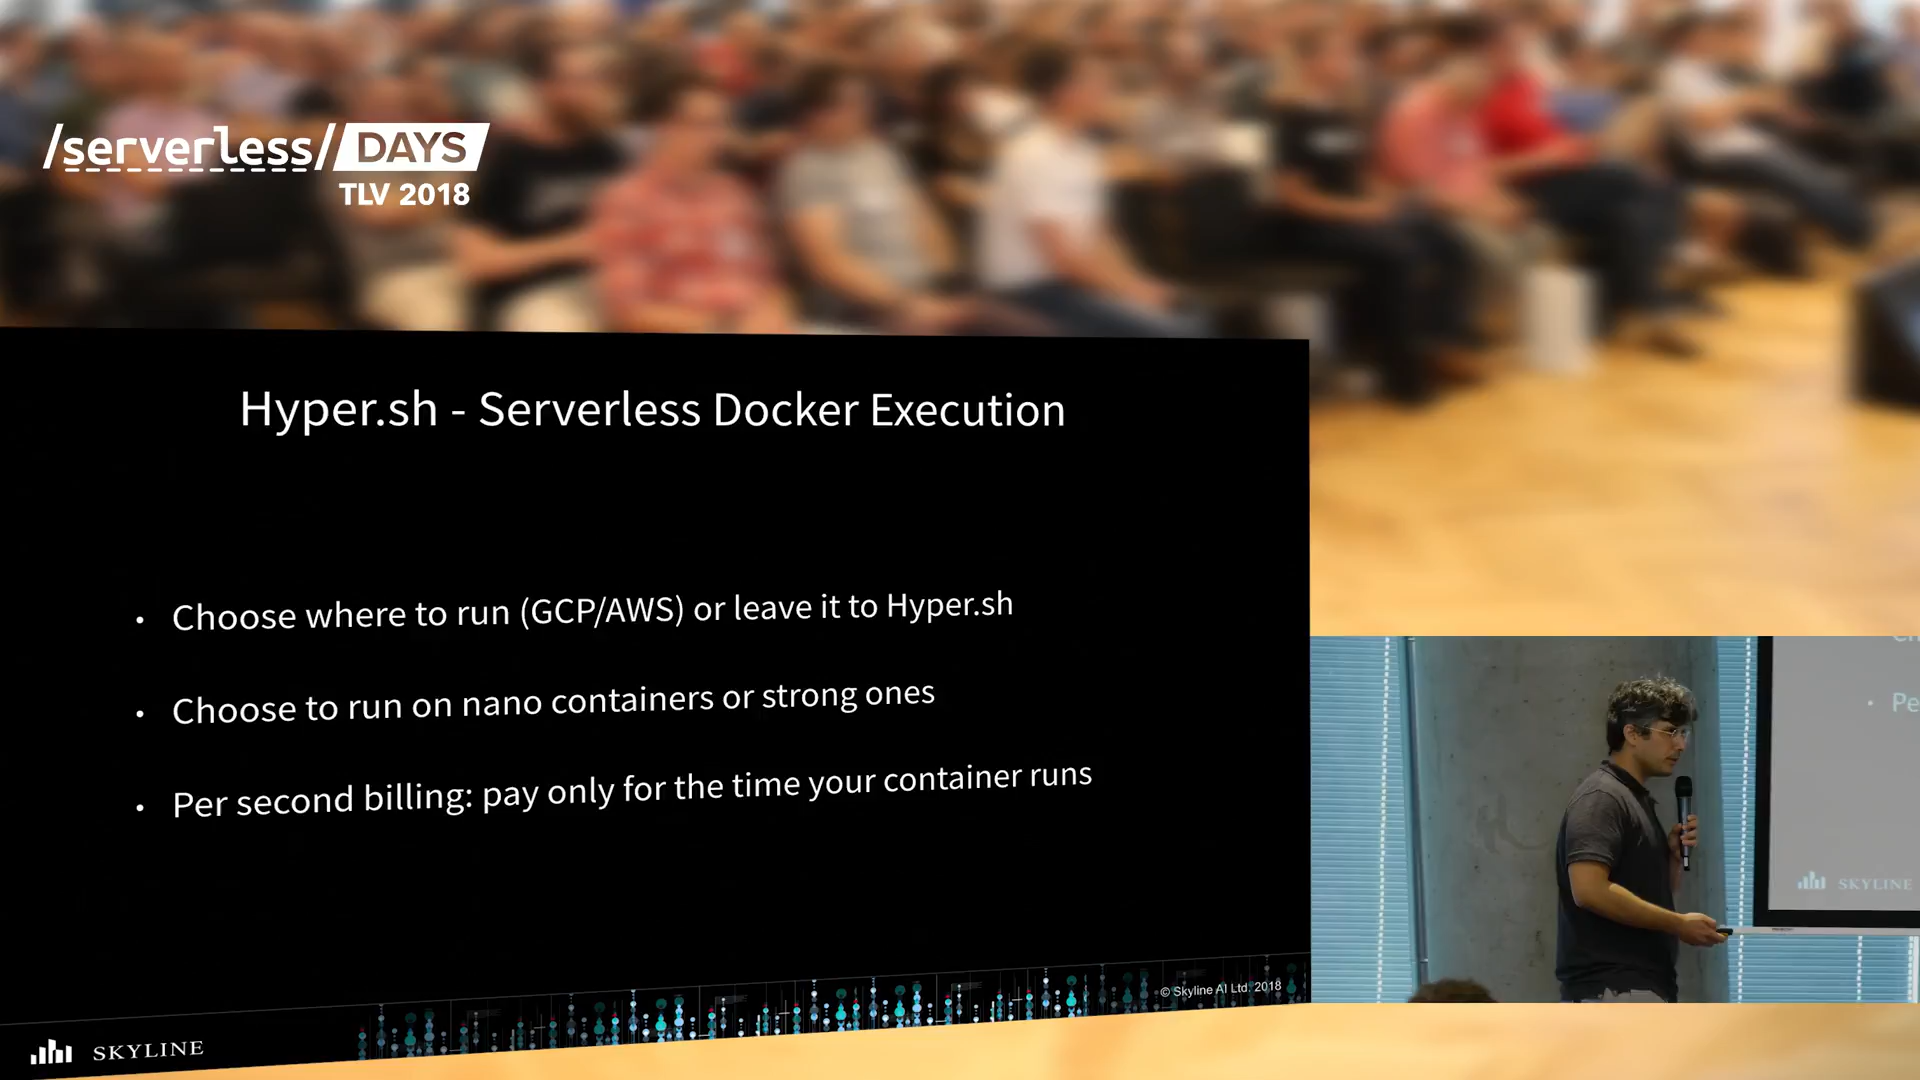 /serverless/DAYS
TLV 2018
Hyper.sh - Serverless Docker Execution
• Choose where to run (GCP/AWS) or leave it to Hyper.sh
• Choose to run on nano containers or strong ones
• Per second billing: pay only for the time your container runs
© Skyline AI Ltd. 2018
SKYLINE
• Pe
SKYLINE